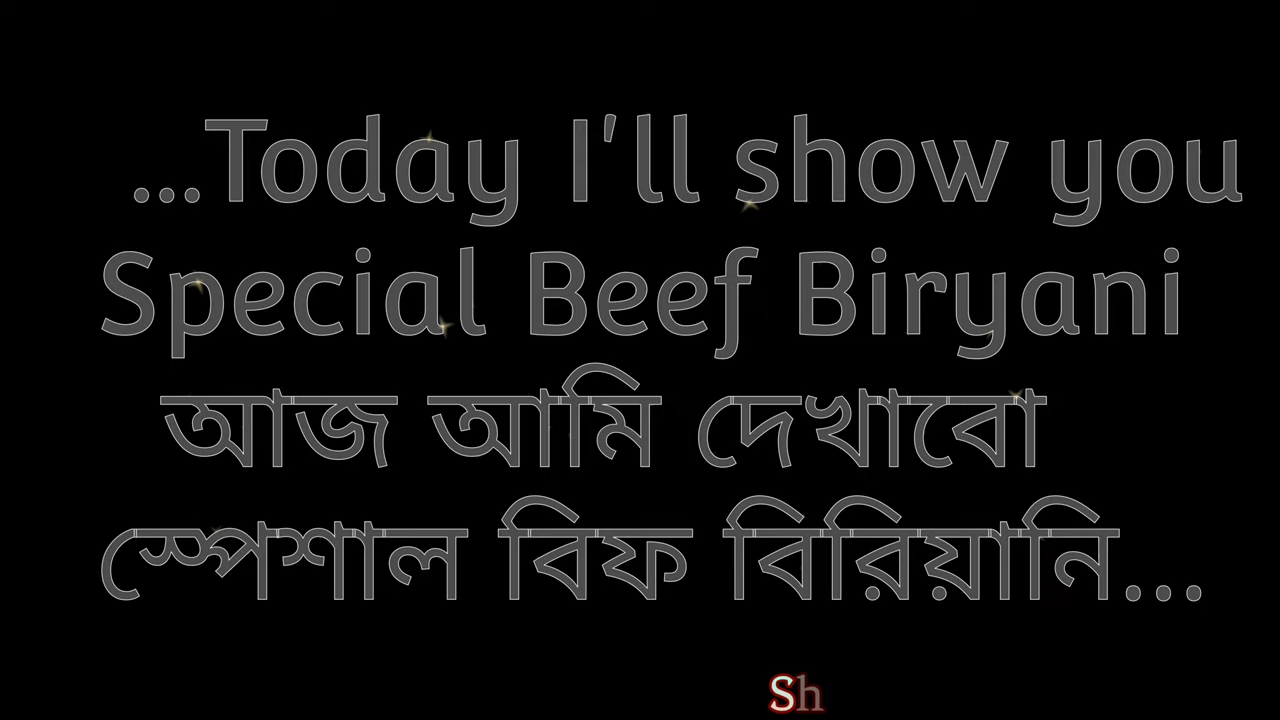 ...Today I'll show you
Special Beef Biryani
আজ আমি দেখাবো
স্পেশাল বিফ বিরিয়ানি...
Sh